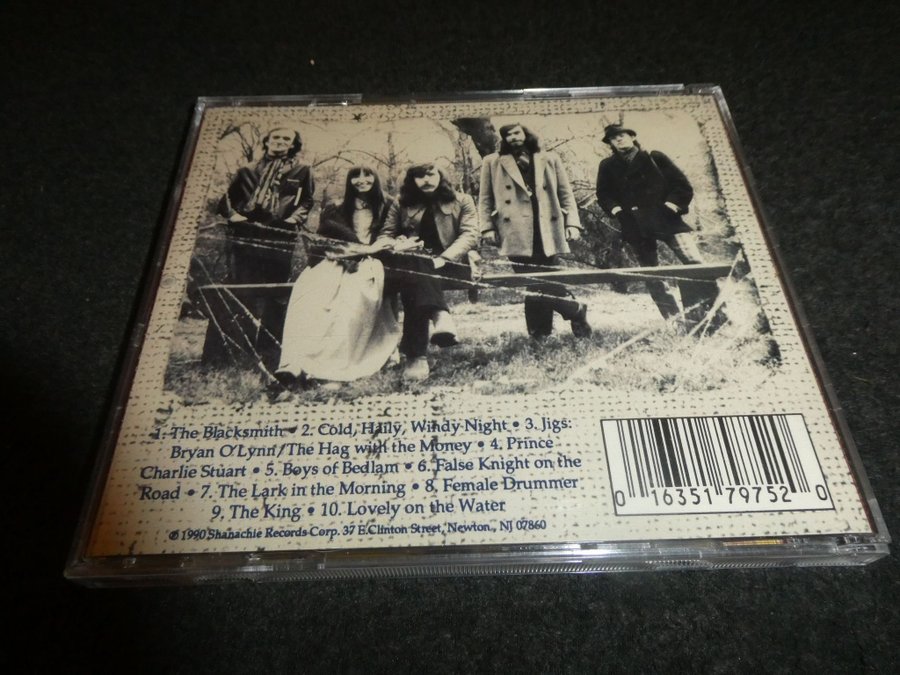 1. The Blacksmith • 2. Cold, Haily, Windy Night • 3. Jigs:
Bryan O'Lynn/The Hag with the Money • 4. Prince
Charlie Stuart • 5. Boys of Bedlam • 6. False Knight on the
Road • 7. The Lark in the Morning • 8. Female Drummer
9. The King • 10. Lovely on the Water
℗ 1990 Shanachie Records Corp. 37 E.Clinton Street, Newton, NJ 07860
0 16351 79752 0